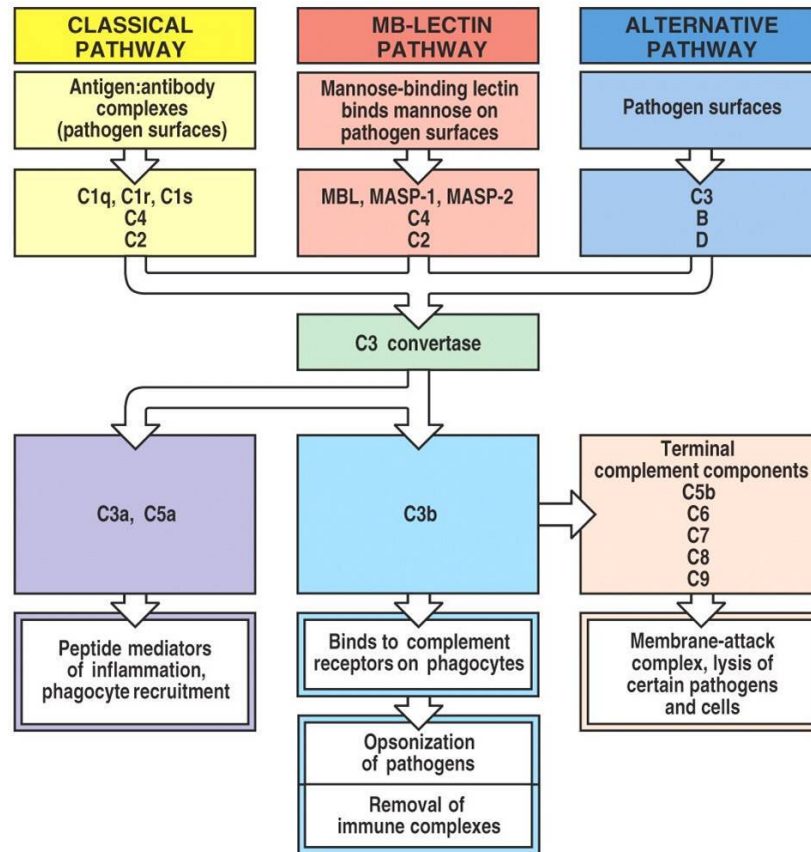 CLASSICAL
PATHWAY
MB-LECTIN
PATHWAY
ALTERNATIVE
PATHWAY
Antigen:antibody
complexes
(pathogen surfaces)
Mannose-binding lectin
binds mannose on
pathogen surfaces
Pathogen surfaces
C1q, C1r, C1s
C4
C2
MBL, MASP-1, MASP-2
C4
C2
C3
B
D
C3 convertase
C3a, C5a
C3b
Terminal
complement components
C5b
C6
C7
C8
C9
Peptide mediators
of inflammation,
phagocyte recruitment
Binds to complement
receptors on phagocytes
Membrane-attack
complex, lysis of
certain pathogens
and cells
Opsonization
of pathogens
Removal of
immune complexes